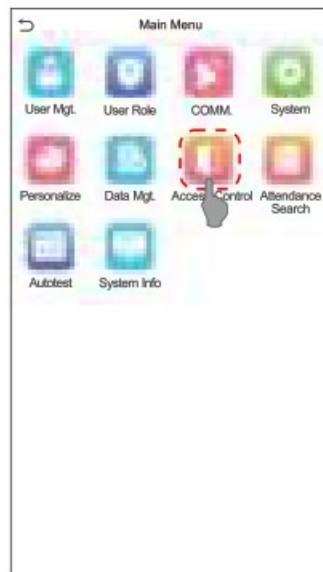 Main Menu
User Mgt.
User Role
COMM.
System
Personalize
Data Mgt.
Access Control
Attendance
Search
Autotest
System Info